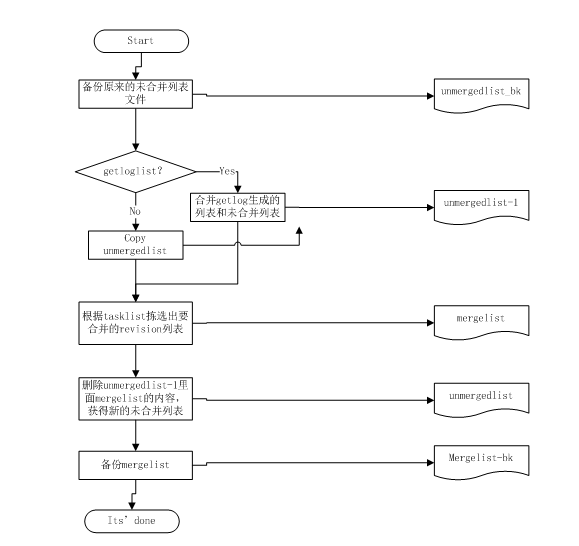 Start
备份原来的未合并列表
文件
unmergedlist_bk
getloglist?
Yes
合并getlog生成的
列表和未合并列表
unmergedlist-1
No
Copy
unmergedlist
根据tasklist拣选出要
合并的revision列表
mergelist
删除unmergedlist-1里
面mergelist的内容，
获得新的未合并列表
unmergedlist
备份mergelist
Mergelist-bk
Its’ done